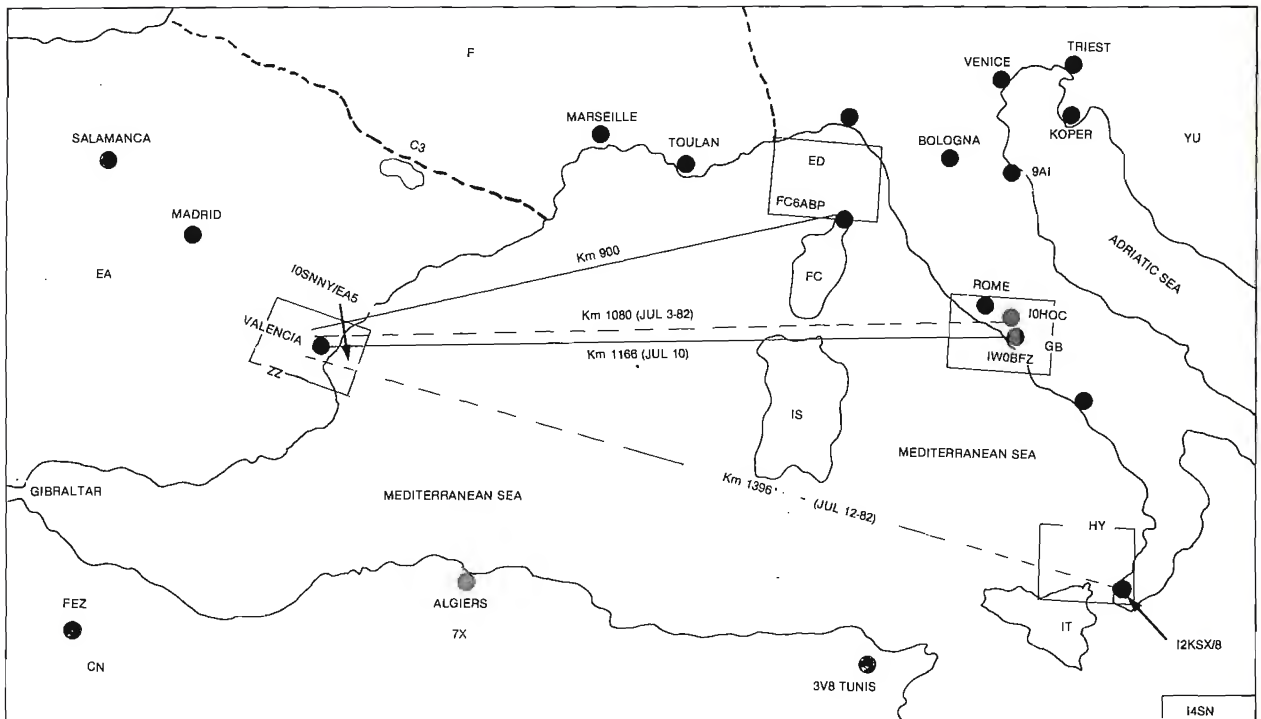 F
TRIEST
VENICE
MARSEILLE
SALAMANCA
C3
TOULAN
BOLOGNA
KOPER
YU
ED
9AI
MADRID
FC6ABP
EA
Km 900
ADRIATIC SEA
I0SNNY/EA5
FC
ROME
VALENCIA
Km 1080 (JUL 3-82)
I0HOC
Km 1166 (JUL 10)
GB
IW0BFZ
ZZ
IS
MEDITERRANEAN SEA
GIBRALTAR
MEDITERRANEAN SEA
Km 1396 (JUL 12-82)
HY
ALGIERS
FEZ
7X
IT
I2KSX/8
CN
3V8 TUNIS
I4SN